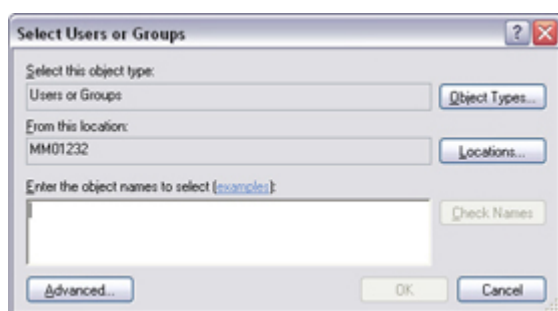 Select Users or Groups
Select this object type:
Users or Groups
Object Types...
From this location:
MM01232
Locations...
Enter the object names to select (examples):
Check Names
Advanced...
OK
Cancel